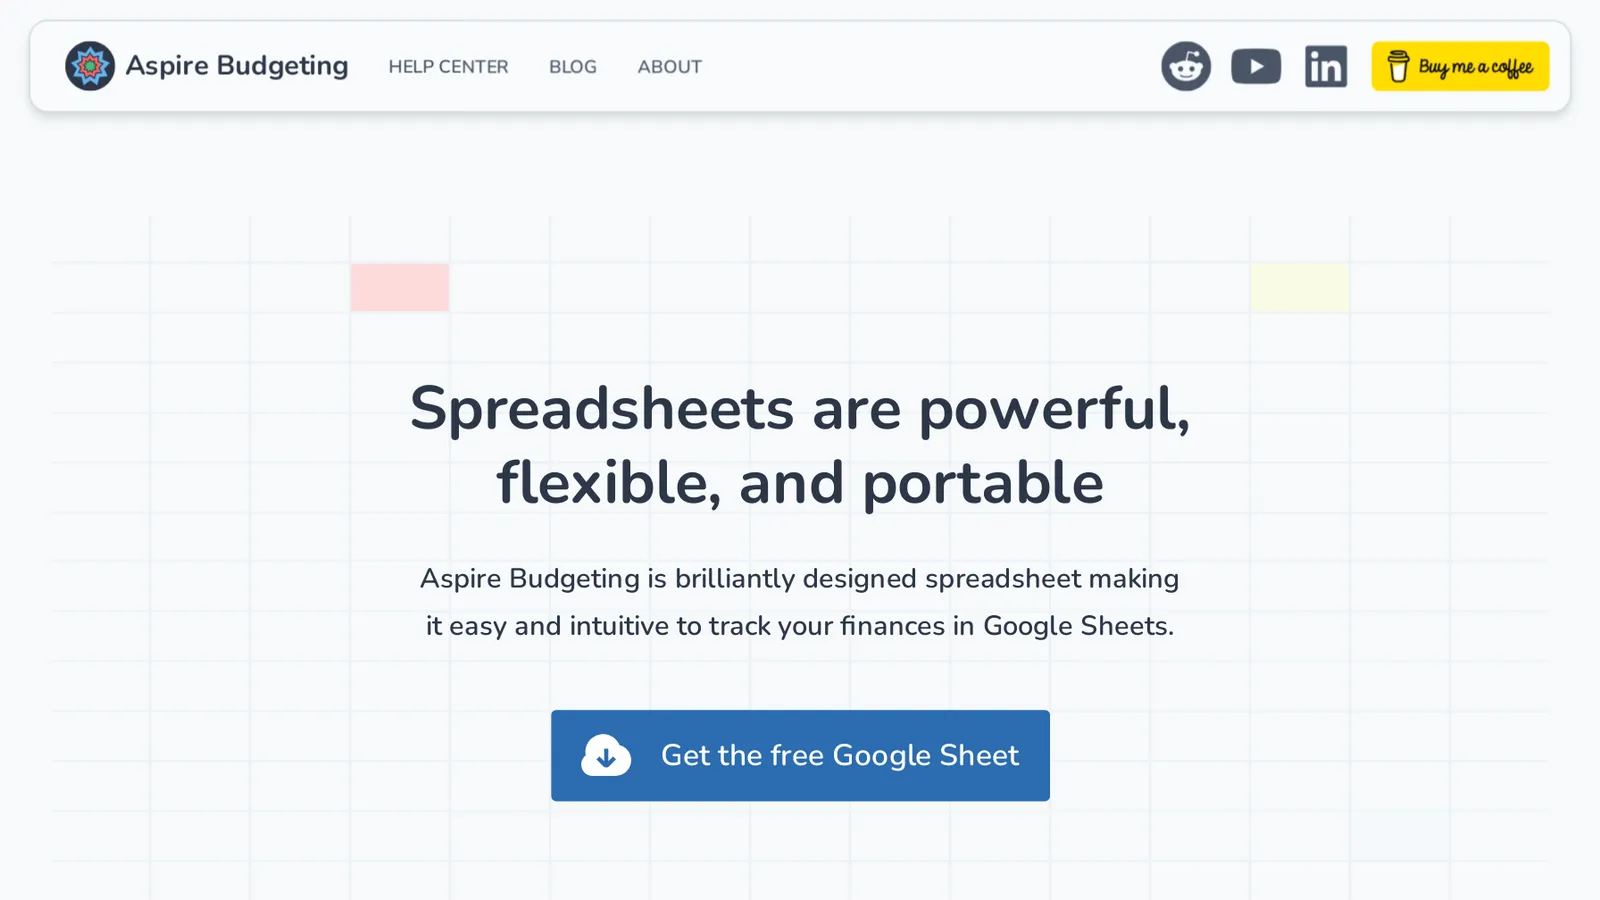 Aspire Budgeting
HELP CENTER
BLOG
ABOUT
Buy me a coffee
Spreadsheets are powerful,
flexible, and portable
Aspire Budgeting is brilliantly designed spreadsheet making
it easy and intuitive to track your finances in Google Sheets.
Get the free Google Sheet